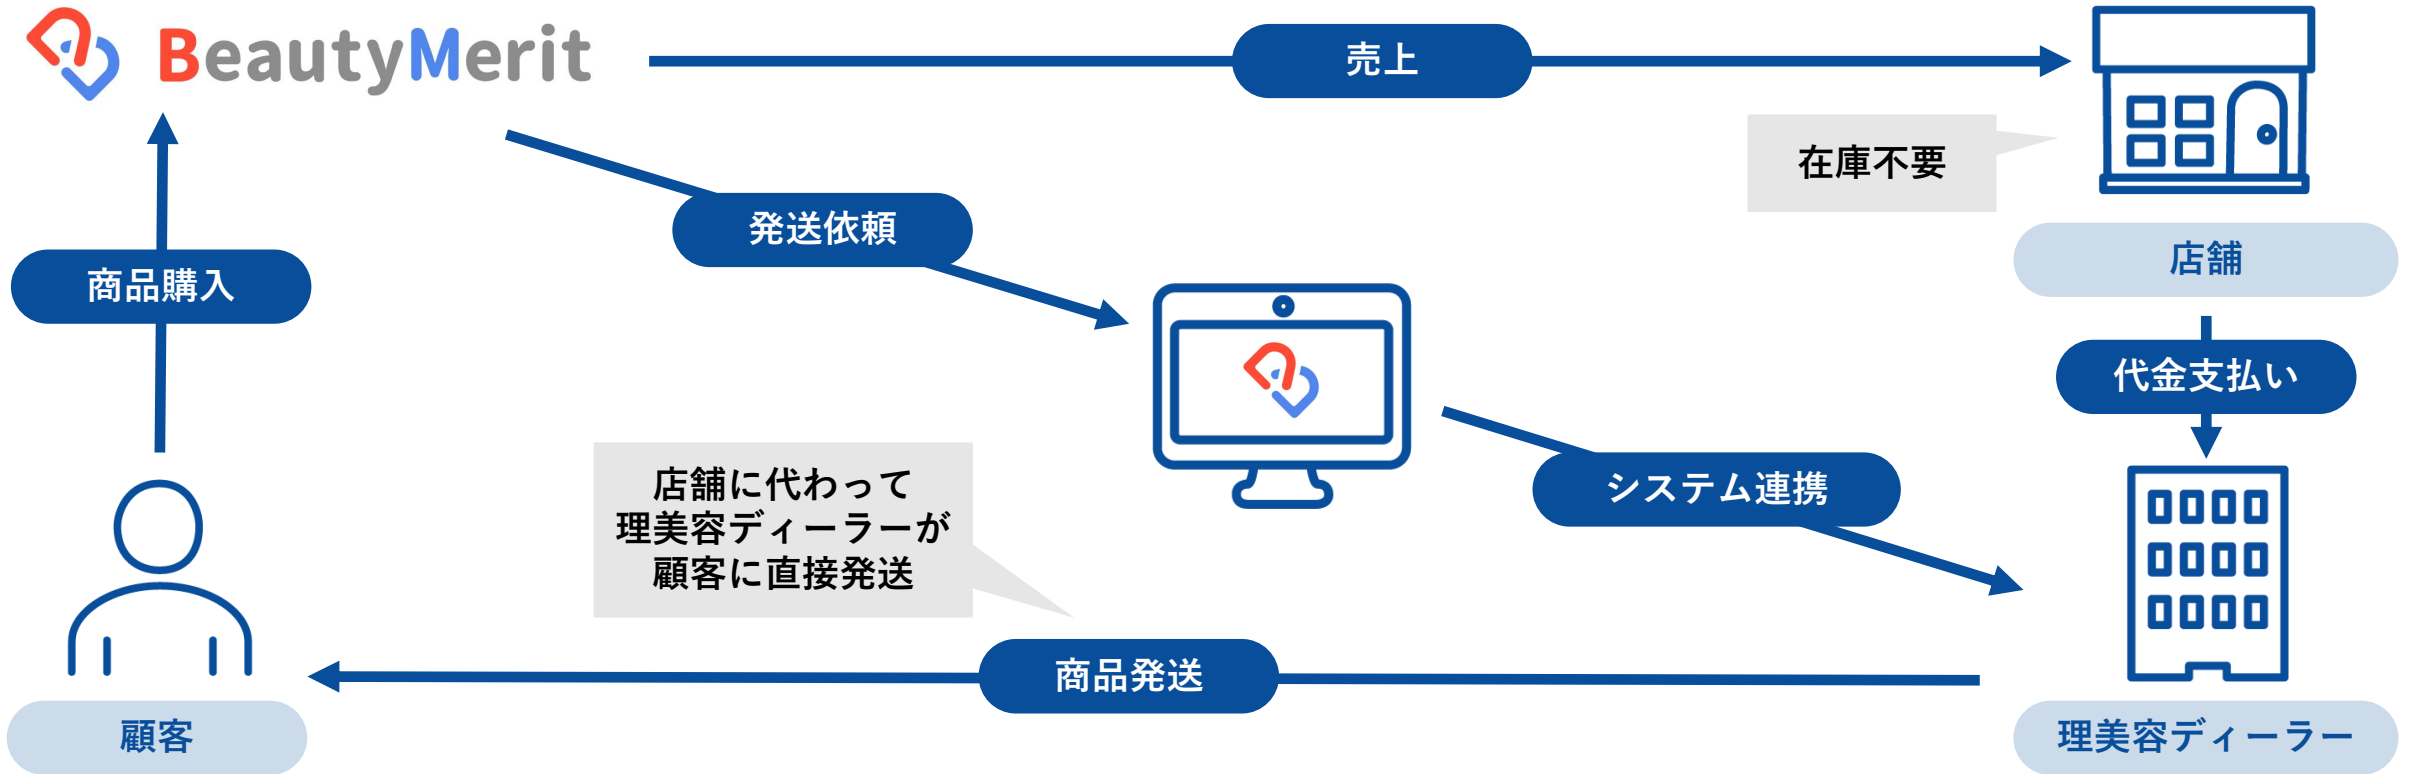 BeautyMerit
売上
在庫不要
発送依頼
店舗
商品購入
代金支払い
店舗に代わって
理美容ディーラーが
顧客に直接発送
システム連携
商品発送
顧客
理美容ディーラー